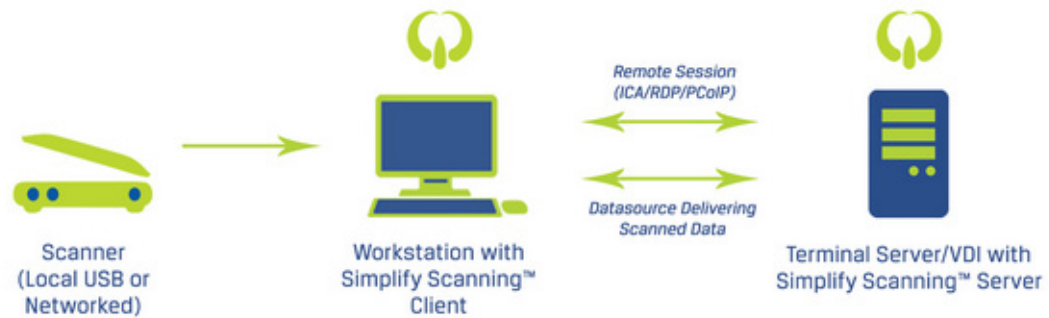 Remote Session
(ICA/RDP/PCoIP)
Datasource Delivering
Scanned Data
Scanner
(Local USB or
Networked)
Workstation with
Simplify Scanning™
Client
Terminal Server/VDI with
Simplify Scanning™ Server